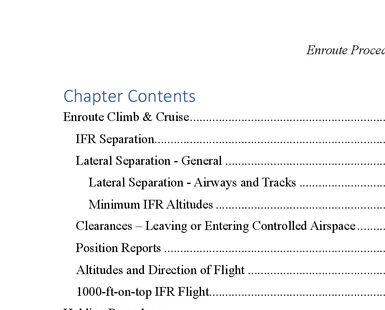 Enroute
Chapter Contents
Enroute Climb & Cruise
IFR Separation
Lateral Separation - General
Lateral Separation - Airways and Tracks
Minimum IFR Altitudes
Clearances – Leaving or Entering Controlled Airspace
Position Reports
Altitudes and Direction of Flight
1000-ft-on-top IFR Flight